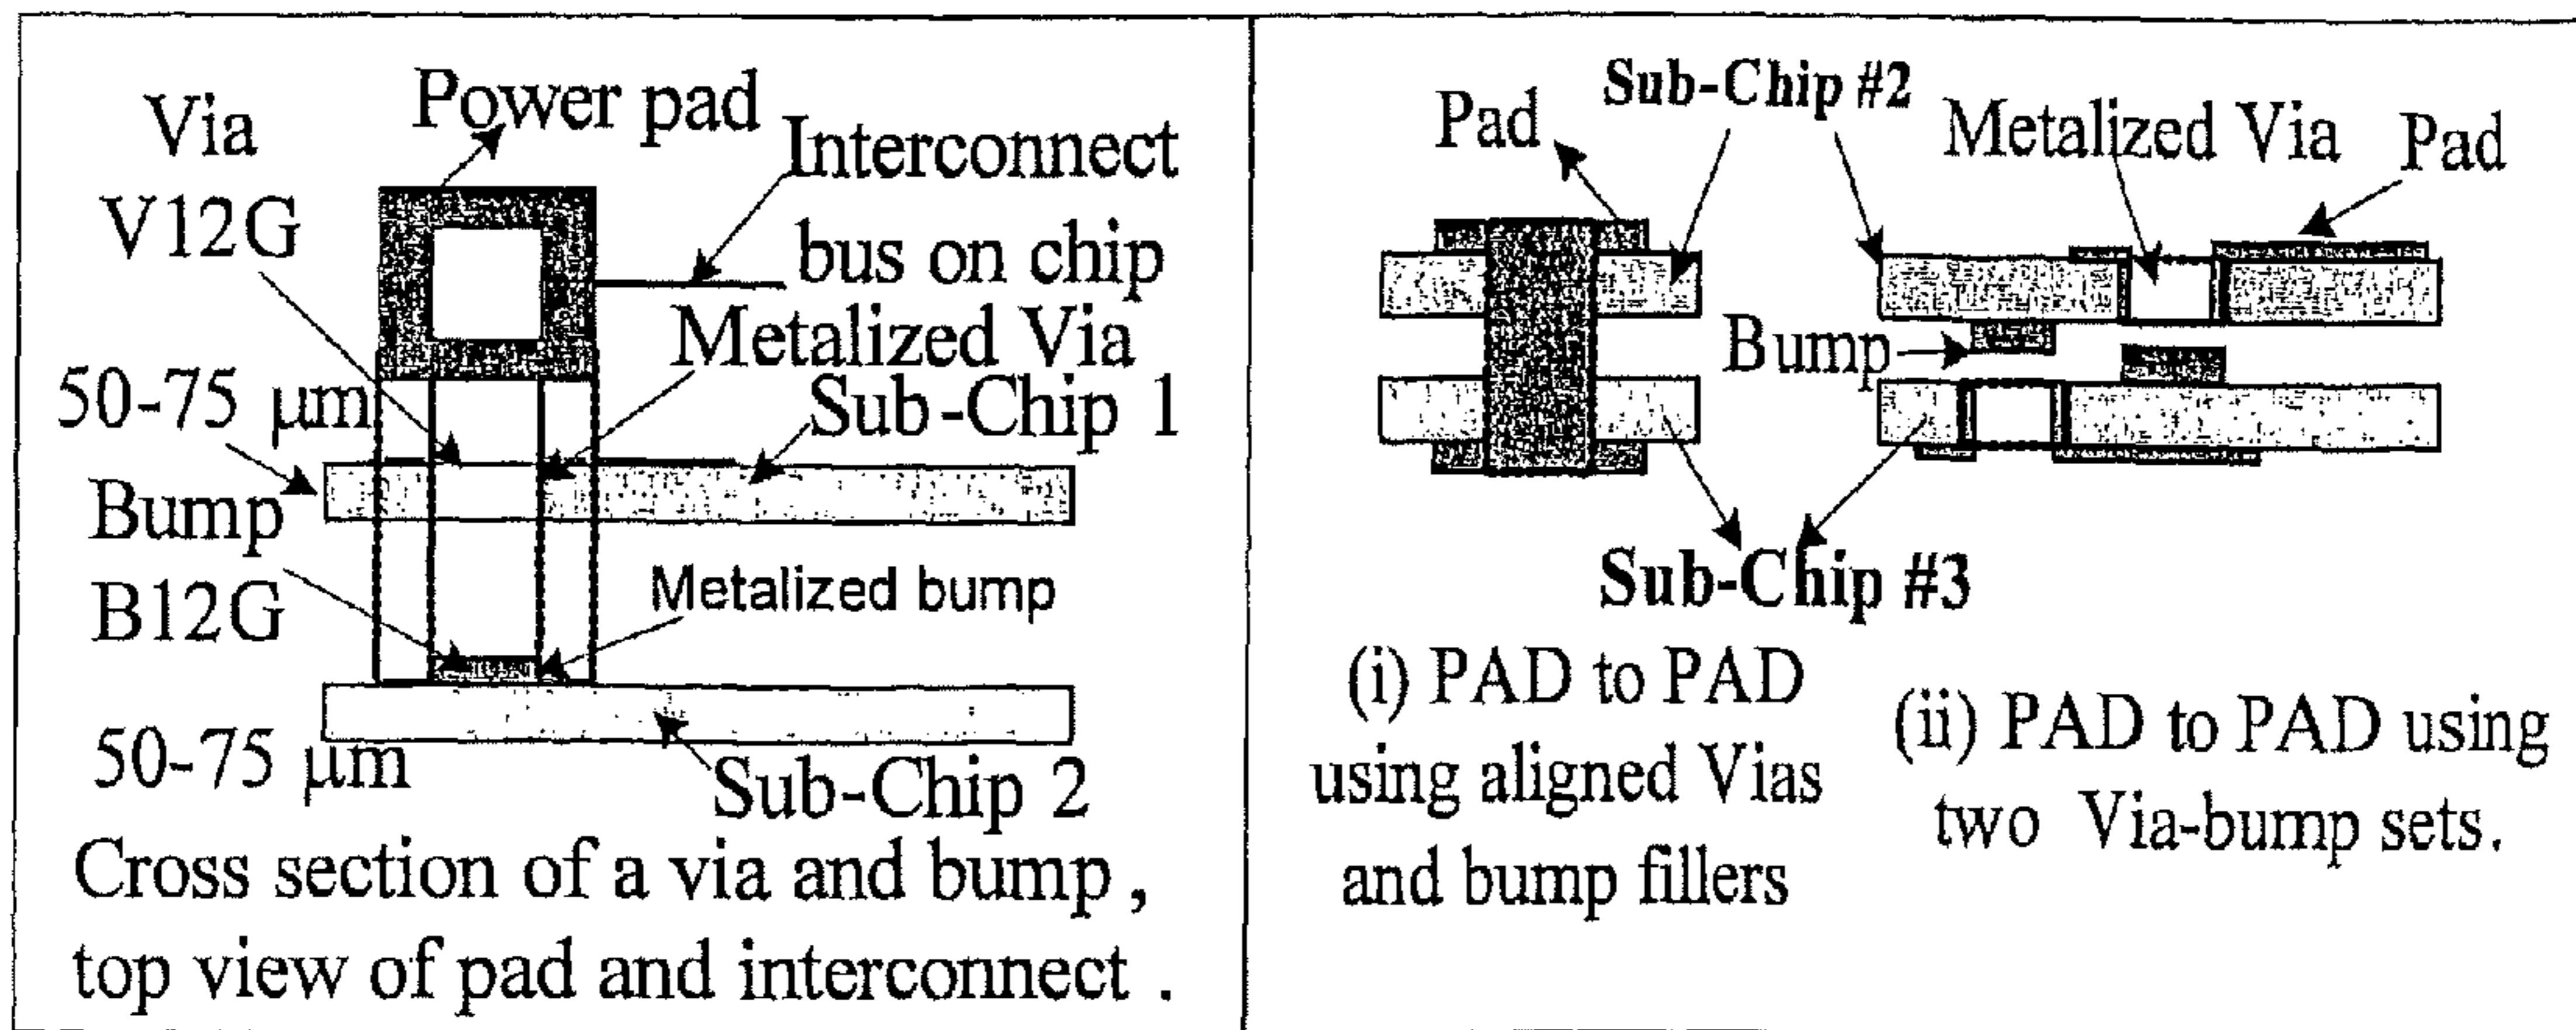 Via
V12G
Power pad
Interconnect
bus on chip
Metalized Via
50-75 μm
Sub-Chip 1
Bump
B12G
Metalized bump
50-75 μm
Sub-Chip 2
Cross section of a via and bump,
top view of pad and interconnect.
Pad
Sub-Chip #2
Metalized Via
Pad
Bump
Sub-Chip #3
(i) PAD to PAD
using aligned Vias
and bump fillers
(ii) PAD to PAD using
two Via-bump sets.